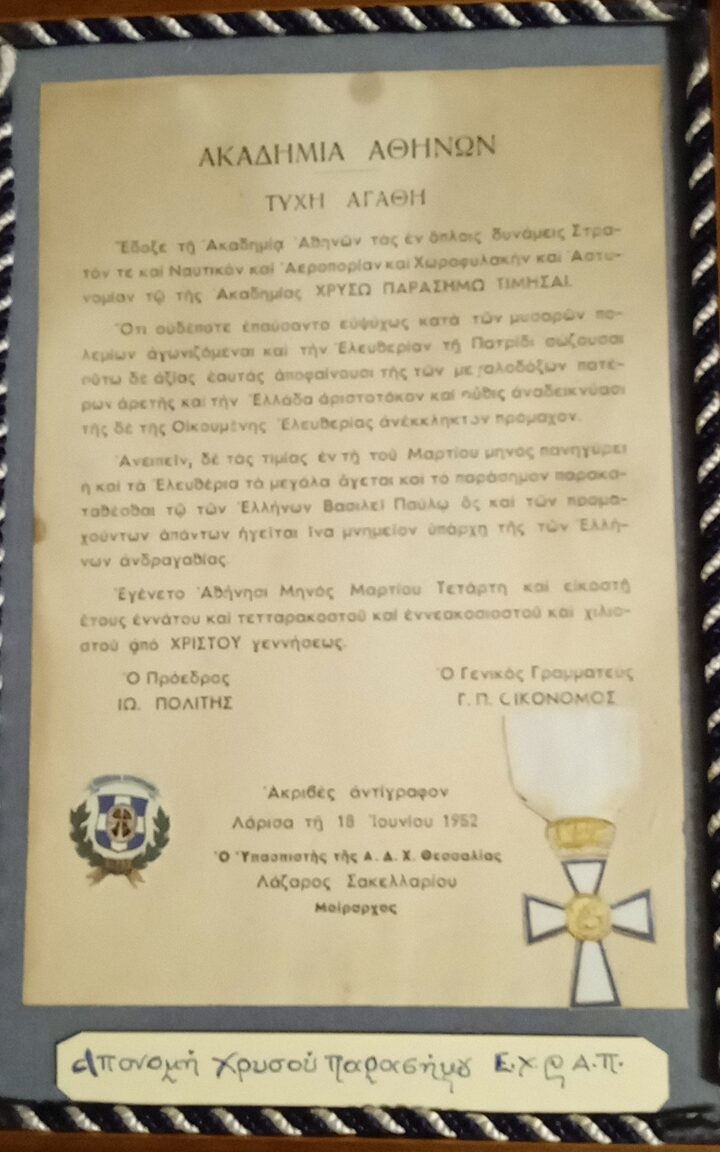 ΑΚΑΔΗΜΙΑ ΑΘΗΝΩΝ
ΤΥΧΗ ΑΓΑΘΗ
Ἔδοξε τῇ Ἀκαδημίᾳ Ἀθηνῶν τὰς ἐν ὅπλοις δυνάμεις Στρα-
τόν τε καὶ Ναυτικὸν καὶ Ἀεροπορίαν καὶ Χωροφυλακὴν καὶ Ἀστυ-
νομίαν τῷ τῆς Ἀκαδημίας ΧΡΥΣΩ ΠΑΡΑΣΗΜΩ ΤΙΜΗΣΑΙ.
Ὅτι οὐδέποτε ἐπαύσαντο εὐψύχως κατὰ τῶν μυσαρῶν πο-
λεμίων ἀγωνιζόμεναι καὶ τὴν Ἐλευθερίαν τῇ Πατρίδι σώζουσαι
οὕτω δὲ ἀξίας ἑαυτὰς ἀποφαίνουσι τῆς τῶν μεγαλοδόξων πατέ-
ρων ἀρετῆς καὶ τὴν Ἑλλάδα ἀριστοτόκον καὶ αὖθις ἀναδεικνύασι
τῆς δὲ τῆς Οἰκουμένης Ἐλευθερίας ἀνέκκλητον πρόμαχον.
Ἀνειπεῖν, δὲ τὰς τιμὰς ἐν τῇ τοῦ Μαρτίου μηνὸς πανηγύρει
ᾗ καὶ τὰ Ἐλευθέρια τὰ μεγάλα ἄγεται καὶ τὸ παράσημον παρακα-
ταθέσθαι τῷ τῶν Ἑλλήνων Βασιλεῖ Παύλῳ ὃς καὶ τῶν προμα-
χούντων ἁπάντων ἡγεῖται ἵνα μνημεῖον ὑπάρχῃ τῆς τῶν Ἑλλή-
νων ἀνδραγαθίας.
Ἐγένετο Ἀθήνησι Μηνὸς Μαρτίου Τετάρτη καὶ εἰκοστῇ
ἔτους ἐννάτου καὶ τετταρακοστοῦ καὶ ἐννεακοσιοστοῦ καὶ χιλιο-
στοῦ ἀπὸ ΧΡΙΣΤΟΥ γεννήσεως.
Ὁ Πρόεδρος
ΙΩ. ΠΟΛΙΤΗΣ
Ὁ Γενικὸς Γραμματεὺς
Γ. Π. ΟΙΚΟΝΟΜΟΣ
Ἀκριβὲς ἀντίγραφον
Λάρισα τῇ 18 Ἰουνίου 1952
Ὁ Ὑπασπιστὴς τῆς Α. Δ. Χ. Θεσσαλίας
Λάζαρος Σακελλαρίου
Μοίραρχος
Απονομή Χρυσού Παρασήμου Ε.Χ Α.Π.